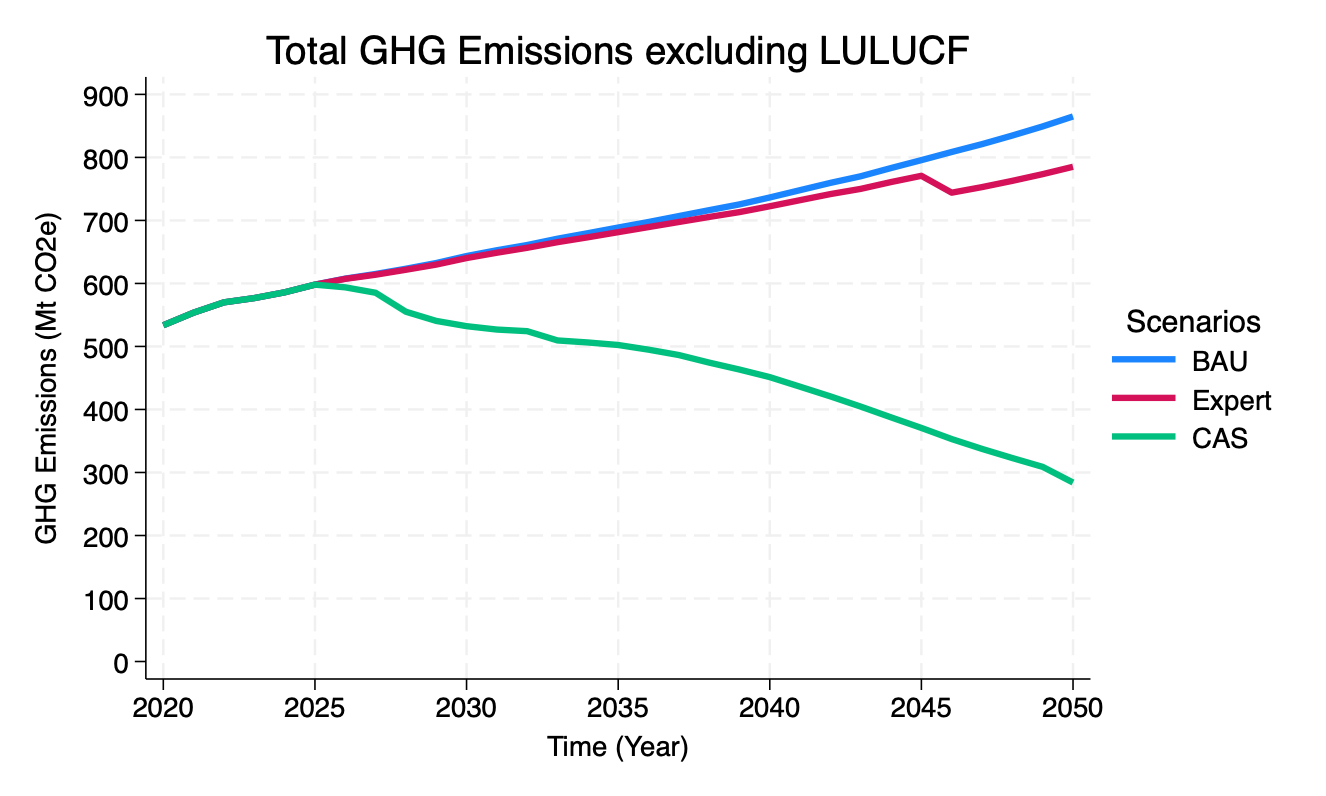 Total GHG Emissions excluding LULUCF
GHG Emissions (Mt CO2e)
900
800
700
600
500
400
300
200
100
0
2020 2025 2030 2035 2040 2045 2050
Time (Year)
Scenarios
BAU
Expert
CAS